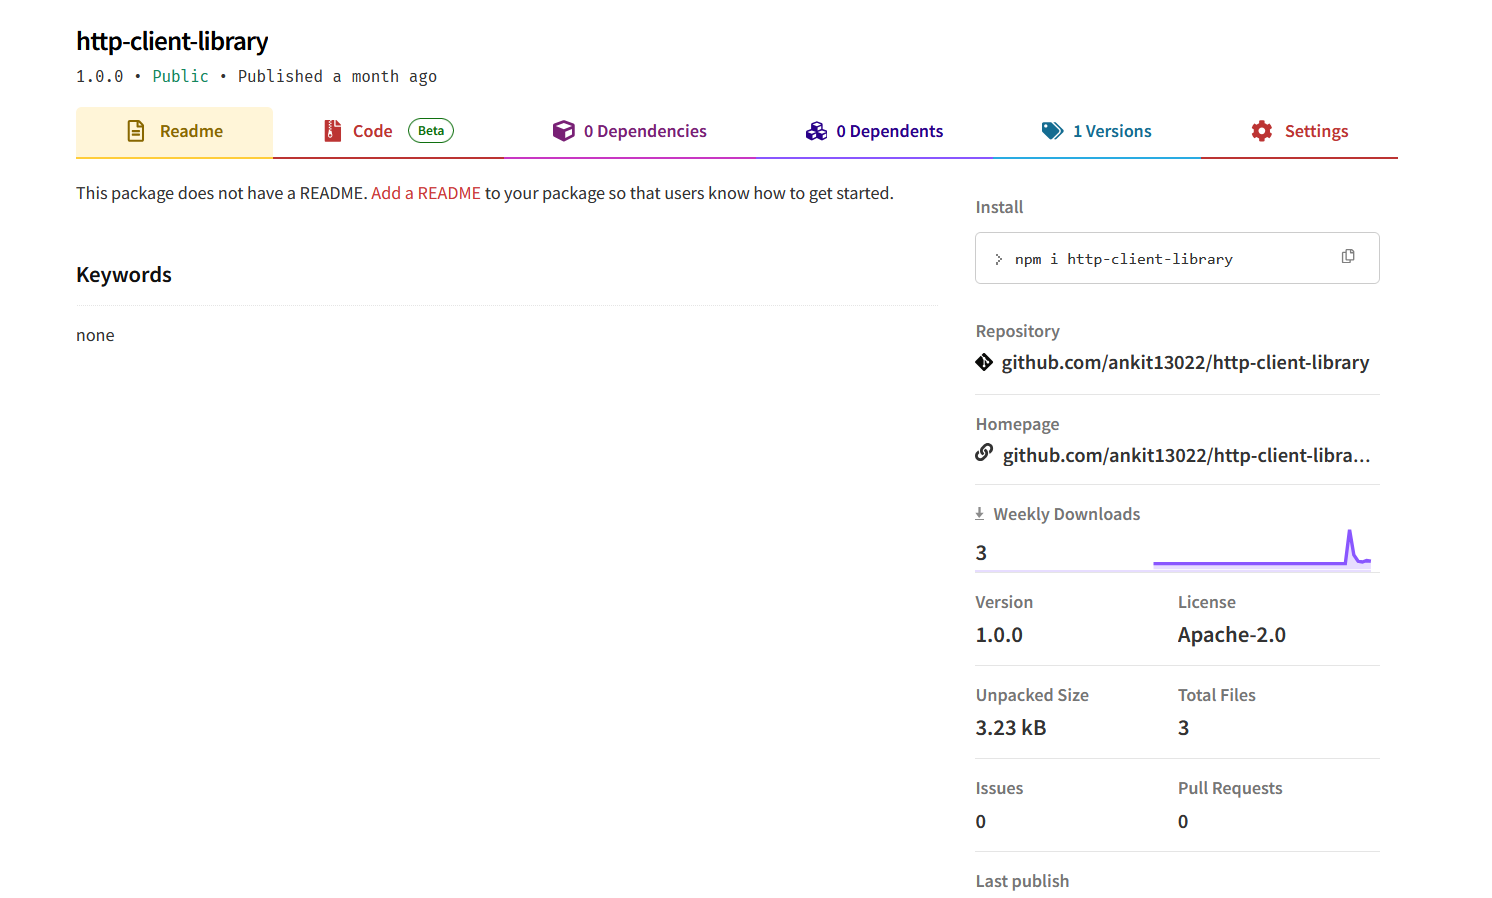 http-client-library
1.0.0 • Public • Published a month ago
Readme
Code Beta
0 Dependencies
0 Dependents
1 Versions
Settings
This package does not have a README. Add a README to your package so that users know how to get started.
Keywords
none
Install
> npm i http-client-library
Repository
github.com/ankit13022/http-client-library
Homepage
github.com/ankit13022/http-client-libra...
Weekly Downloads
3
Version
1.0.0
License
Apache-2.0
Unpacked Size
3.23 kB
Total Files
3
Issues
0
Pull Requests
0
Last publish